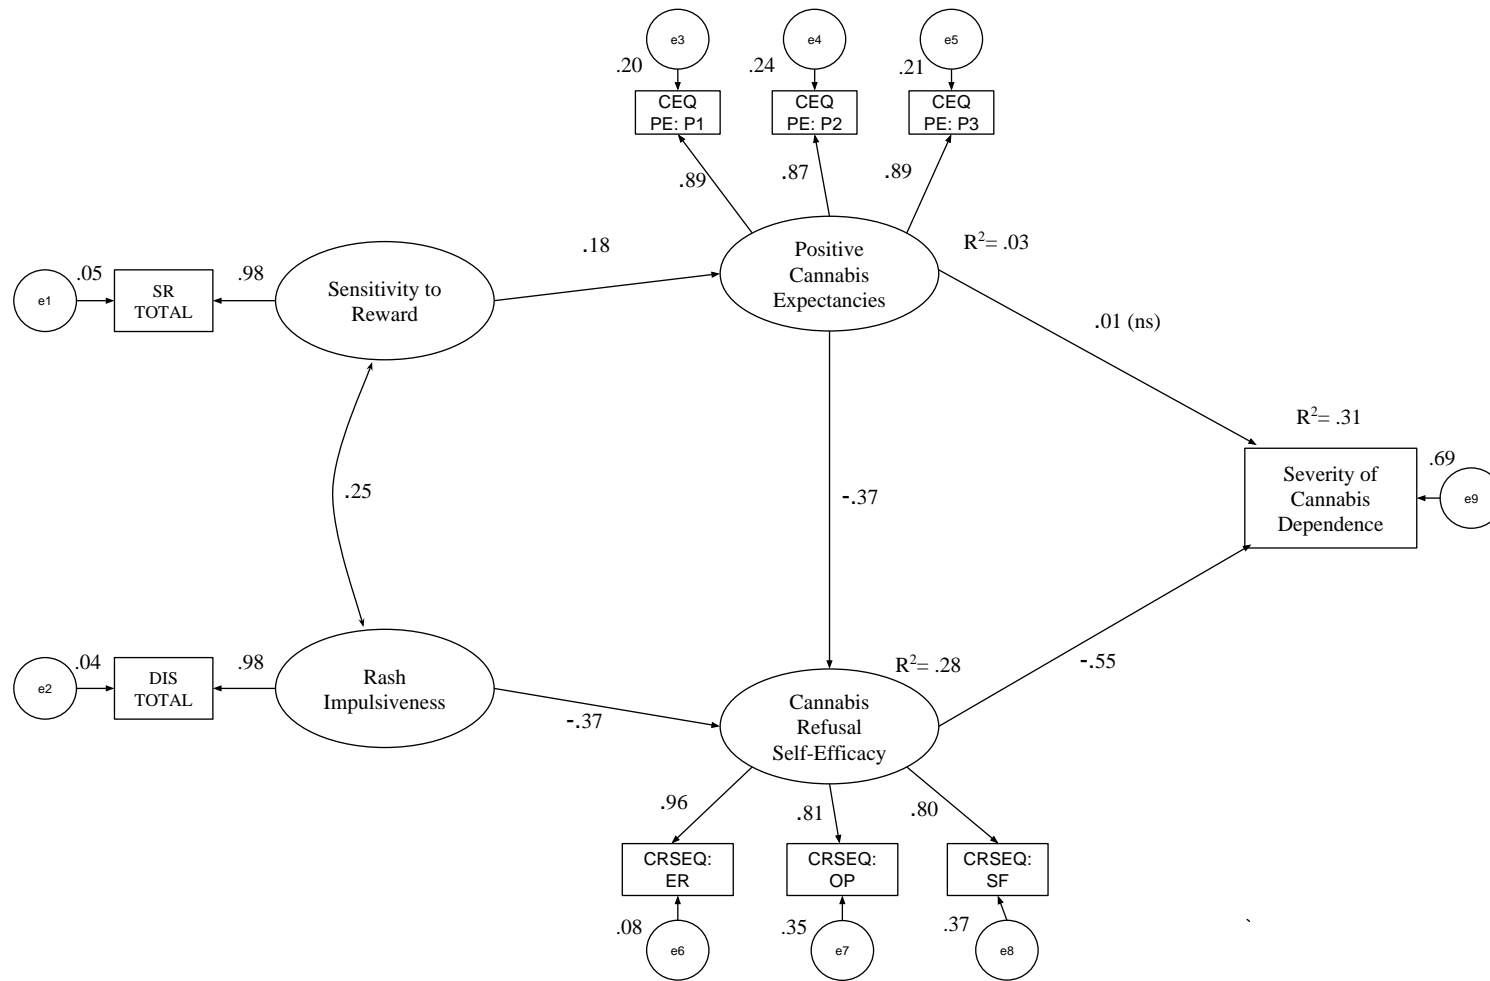 e3
e4
e5
.20
.24
.21
CEQ
PE: P1
CEQ
PE: P2
CEQ
PE: P3
.89
.87
.89
R²= .03
Positive
Cannabis
Expectancies
.18
.05
.98
e1
SR
TOTAL
Sensitivity to
Reward
.01 (ns)
R²= .31
.25
-.37
Severity of
Cannabis
Dependence
.69
e9
.04
.98
e2
DIS
TOTAL
Rash
Impulsiveness
-.37
R²= .28
-.55
Cannabis
Refusal
Self-Efficacy
.96
.81
.80
CRSEQ:
ER
CRSEQ:
OP
CRSEQ:
SF
.08
.35
.37
e6
e7
e8
`